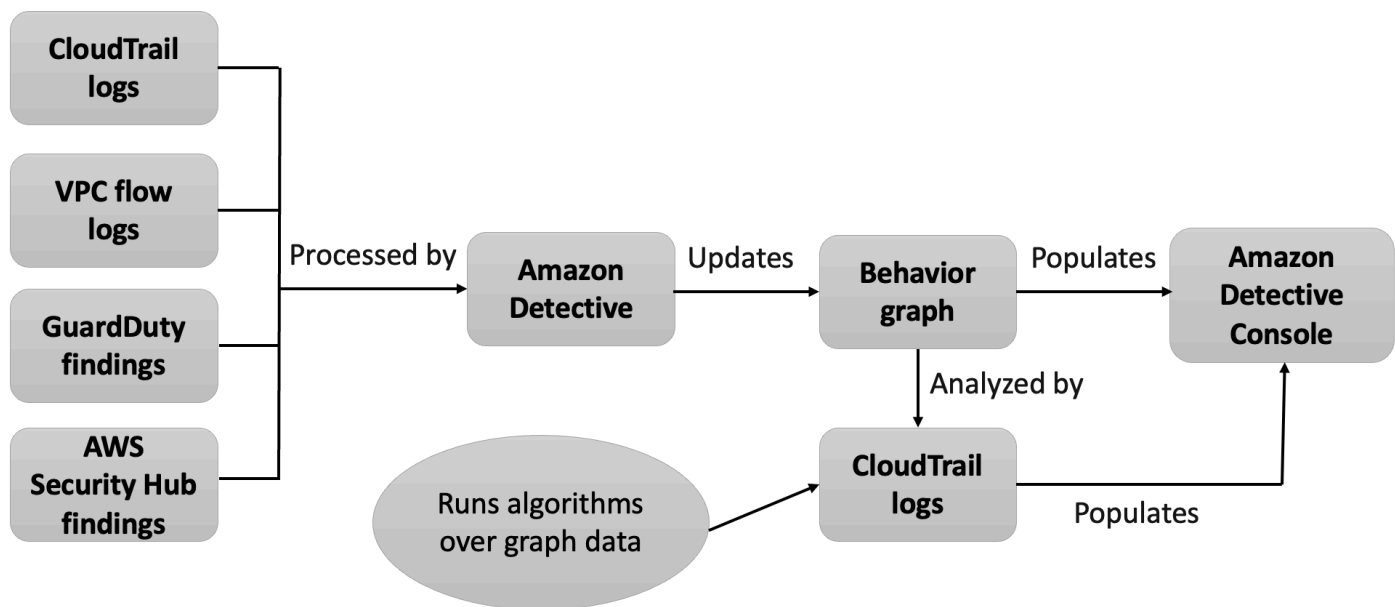 CloudTrail
logs
VPC flow
logs
GuardDuty
findings
AWS
Security Hub
findings
Processed by
Amazon
Detective
Updates
Behavior
graph
Populates
Amazon
Detective
Console
Analyzed by
CloudTrail
logs
Runs algorithms
over graph data
Populates